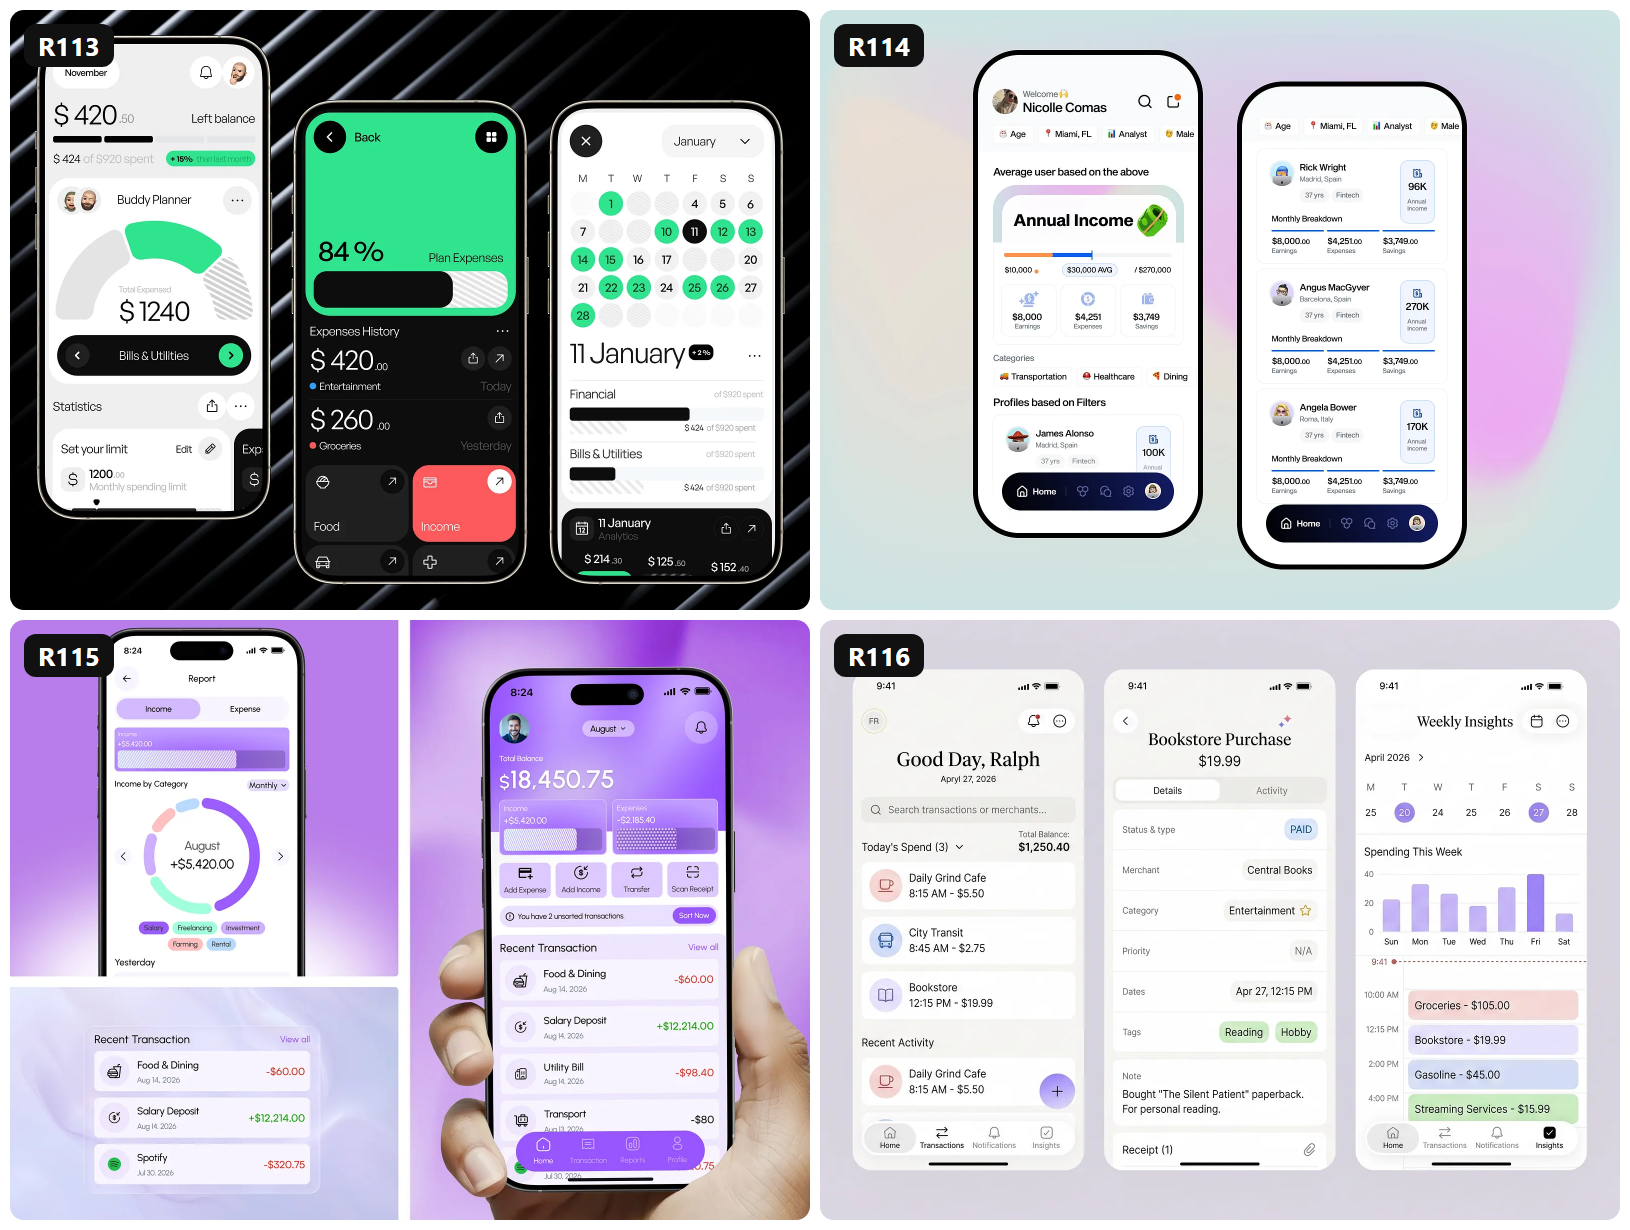 R113
November
$ 420.50
Left balance
$ 424 of $920 spent
+ 15% than last month
Buddy Planner
Total Expensed
$ 1240
Bills & Utilities
Statistics
Set your limit
Edit
1200.00
Monthly spending limit
Exp
Back
84 %
Plan Expenses
Expenses History
$ 420.00
Entertainment
Today
$ 260.00
Groceries
Yesterday
Food
Income
January
M T W T F S S
1 4 5 6
7 10 11 12 13
14 15 16 17 20
21 22 23 24 25 26 27
28
11 January
+2%
Financial
of $920 spent
$ 424 of $920 spent
Bills & Utilities
of $920 spent
$ 424 of $920 spent
12
11 January
Analytics
$ 214.30
$ 125.50
$ 152.40
R114
Welcome
Nicolle Comas
Age
Miami, FL
Analyst
Male
Average user based on the above
Annual Income
$10,000
$30,000 AVG
/ $270,000
$8,000
Earnings
$4,251
Expenses
$3,749
Savings
Categories
Transportation
Healthcare
Dining
Profiles based on Filters
James Alonso
Madrid, Spain
37 yrs
Fintech
100K
Annual
Home
Age
Miami, FL
Analyst
Male
Rick Wright
Madrid, Spain
37 yrs
Fintech
96K
Annual
Income
Monthly Breakdown
$8,000.00
Earnings
$4,251.00
Expenses
$3,749.00
Savings
Angus MacGyver
Barcelona, Spain
37 yrs
Fintech
270K
Annual
Income
Monthly Breakdown
$8,000.00
Earnings
$4,251.00
Expenses
$3,749.00
Savings
Angela Bower
Roma, Italy
37 yrs
Fintech
170K
Annual
Income
Monthly Breakdown
$8,000.00
Earnings
$4,251.00
Expenses
$3,749.00
Savings
Home
R115
8:24
Report
Income
Expense
Income
+$5,420.00
Income by Category
Monthly
August
+$5,420.00
Salary
Freelancing
Investment
Farming
Rental
Yesterday
Recent Transaction
View all
Food & Dining
Aug 14, 2026
-$60.00
Salary Deposit
Aug 14, 2026
+$12,214.00
Spotify
Jul 30, 2026
-$320.75
8:24
August
Total Balance
$18,450.75
Income
+$5,420.00
Expenses
-$2,185.40
Add Expense
Add Income
Transfer
Scan Receipt
You have 2 unsorted transactions
Sort Now
Recent Transaction
View all
Food & Dining
Aug 14, 2026
-$60.00
Salary Deposit
Aug 14, 2026
+$12,214.00
Utility Bill
Aug 14, 2026
-$98.40
Transport
Aug 13, 2026
-$80
Home
Transaction
Reports
Profile
Jul 30, 2026
0.75
R116
9:41
FR
Good Day, Ralph
Apryl 27, 2026
Search transactions or merchants...
Total Balance:
Today's Spend (3)
$1,250.40
Daily Grind Cafe
8:15 AM - $5.50
City Transit
8:45 AM - $2.75
Bookstore
12:15 PM - $19.99
Recent Activity
Daily Grind Cafe
8:15 AM - $5.50
Home
Transactions
Notifications
Insights
9:41
Bookstore Purchase
$19.99
Details
Activity
Status & type
PAID
Merchant
Central Books
Category
Entertainment
Priority
N/A
Dates
Apr 27, 12:15 PM
Tags
Reading
Hobby
Note
Bought "The Silent Patient" paperback.
For personal reading.
Receipt (1)
9:41
Weekly Insights
April 2026
M T W T F S S
25 20 24 25 26 27 28
Spending This Week
40
20
0
Sun Mon Tue Wed Thu Fri Sat
9:41
10:00 AM
Groceries - $105.00
12:15 PM
Bookstore - $19.99
2:00 PM
Gasoline - $45.00
4:00 PM
Streaming Services - $15.99
Home
Transactions
Notifications
Insights